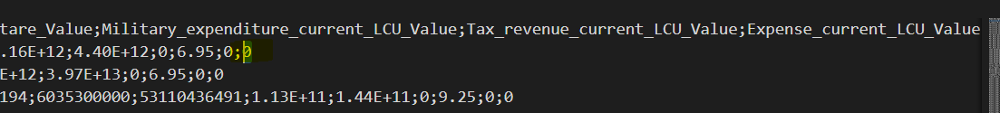 tare_Value;Military_expenditure_current_LCU_Value;Tax_revenue_current_LCU_Value;Expense_current_LCU_Value
.16E+12;4.40E+12;0;6.95;0;0
E+12;3.97E+13;0;6.95;0;0
194;6035300000;53110436491;1.13E+11;1.44E+11;0;9.25;0;0